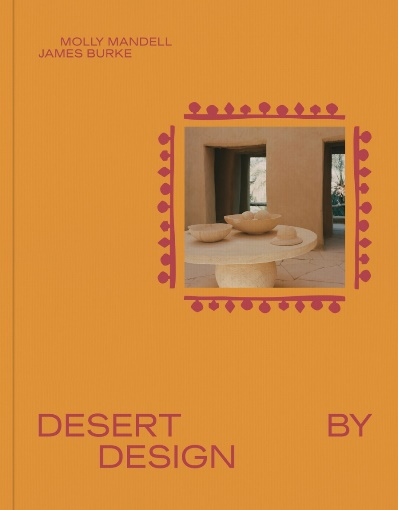 MOLLY MANDELL
JAMES BURKE
DESERT BY
DESIGN